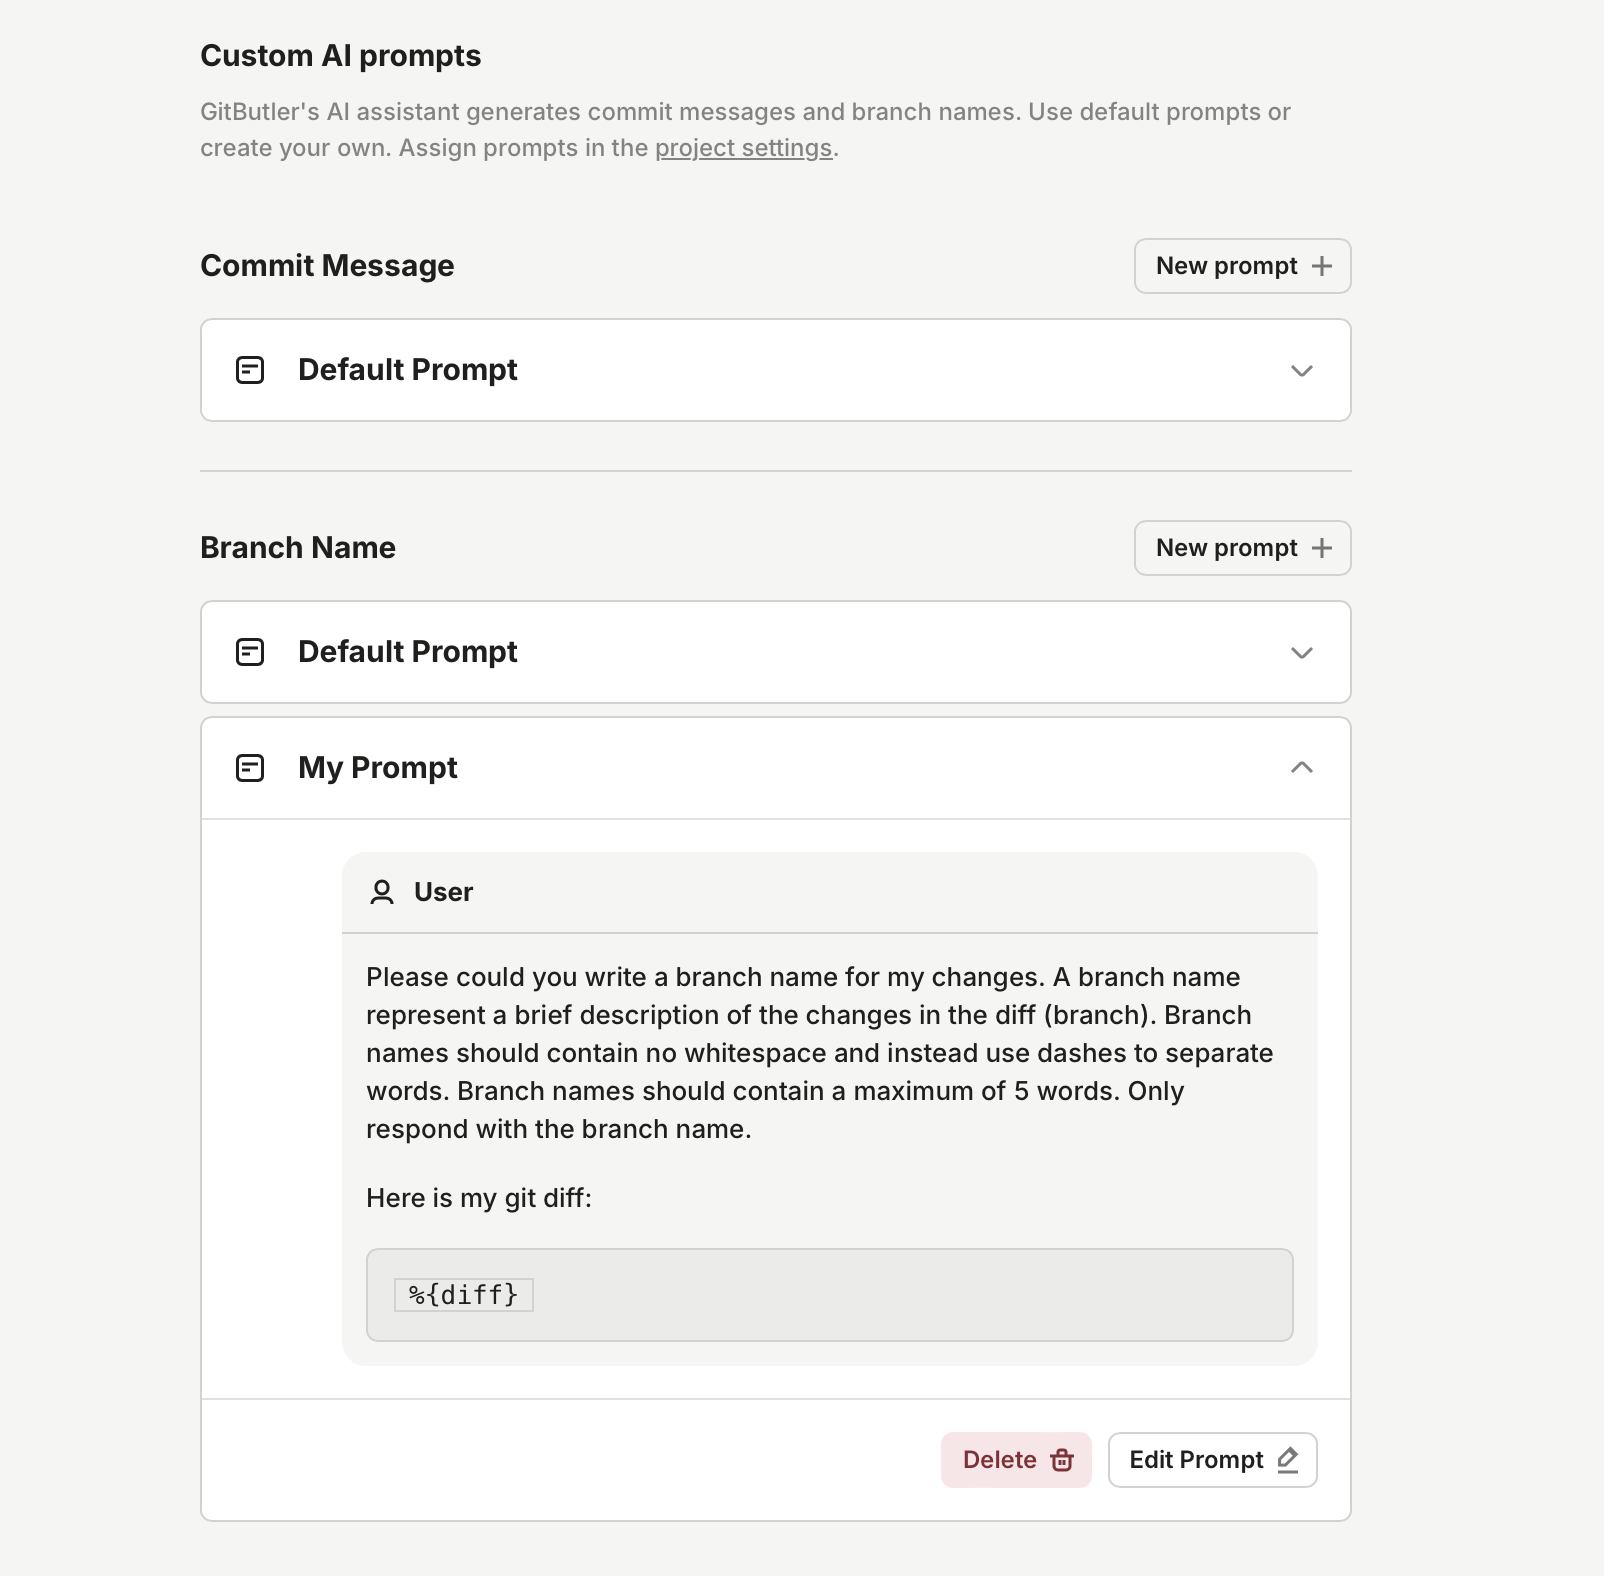 Custom AI prompts
GitButler's AI assistant generates commit messages and branch names. Use default prompts or
create your own. Assign prompts in the project settings.
Commit Message
New prompt
Default Prompt
Branch Name
New prompt
Default Prompt
My Prompt
User
Please could you write a branch name for my changes. A branch name
represent a brief description of the changes in the diff (branch). Branch
names should contain no whitespace and instead use dashes to separate
words. Branch names should contain a maximum of 5 words. Only
respond with the branch name.
Here is my git diff:
%{diff}
Delete
Edit Prompt